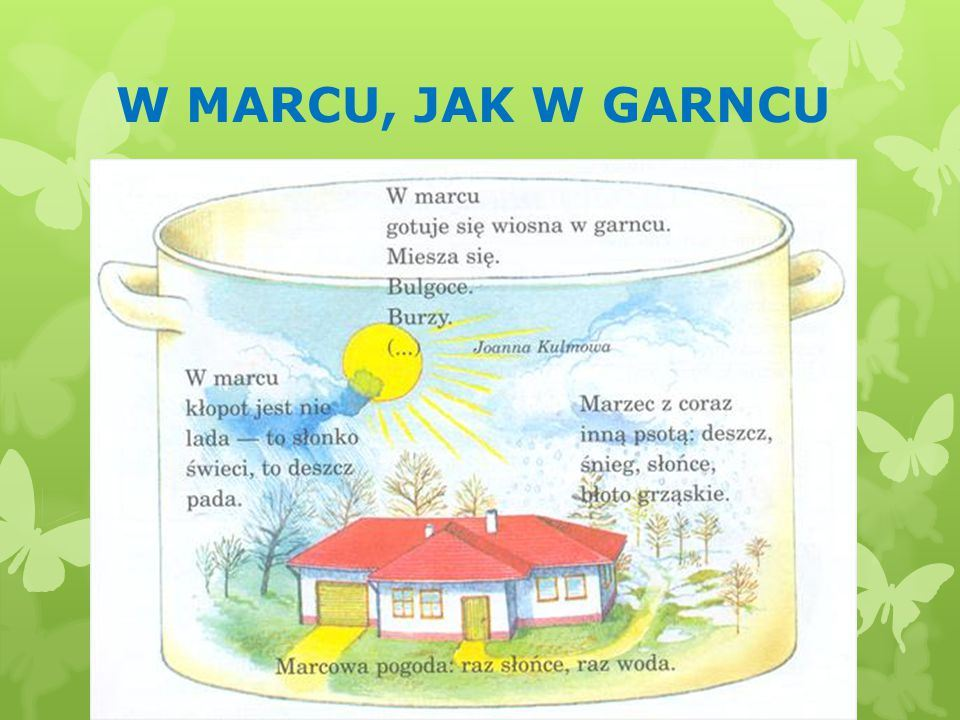 W MARCU, JAK W GARNCU
W marcu
gotuje się wiosna w garncu.
Miesza się.
Bulgoce.
Burzy.
(...) Joanna Kulmowa
W marcu
kłopot jest nie
lada — to słonko
świeci, to deszcz
pada.
Marzec z coraz
inną psotą: deszcz,
śnieg, słońce,
błoto grząskie.
Marcowa pogoda: raz słońce, raz woda.